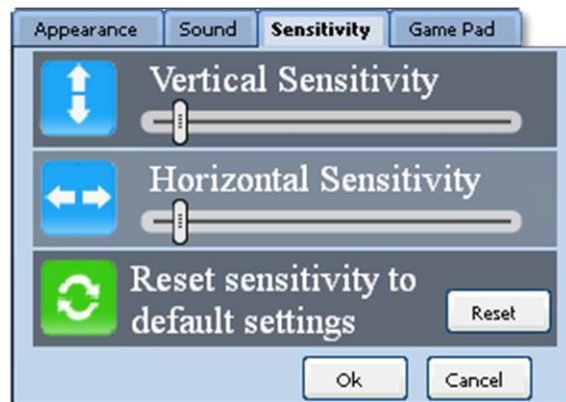 Appearance Sound Sensitivity Game Pad
Vertical Sensitivity
Horizontal Sensitivity
Reset sensitivity to
default settings
Reset
Ok Cancel